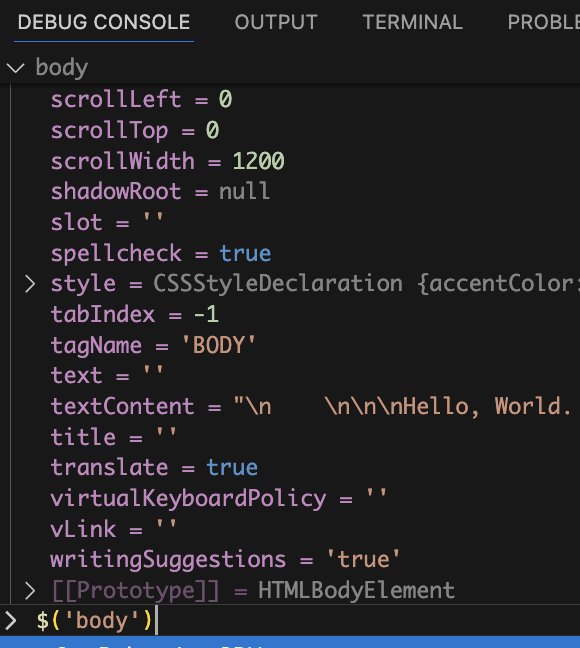 DEBUG CONSOLE OUTPUT TERMINAL PROBLE
body
scrollLeft = 0
scrollTop = 0
scrollWidth = 1200
shadowRoot = null
slot = ''
spellcheck = true
style = CSSStyleDeclaration {accentColor:
tabIndex = -1
tagName = 'BODY'
text = ''
textContent = "\n    \n\n\nHello, World.
title = ''
translate = true
virtualKeyboardPolicy = ''
vLink = ''
writingSuggestions = 'true'
[[Prototype]] = HTMLBodyElement
$('body')